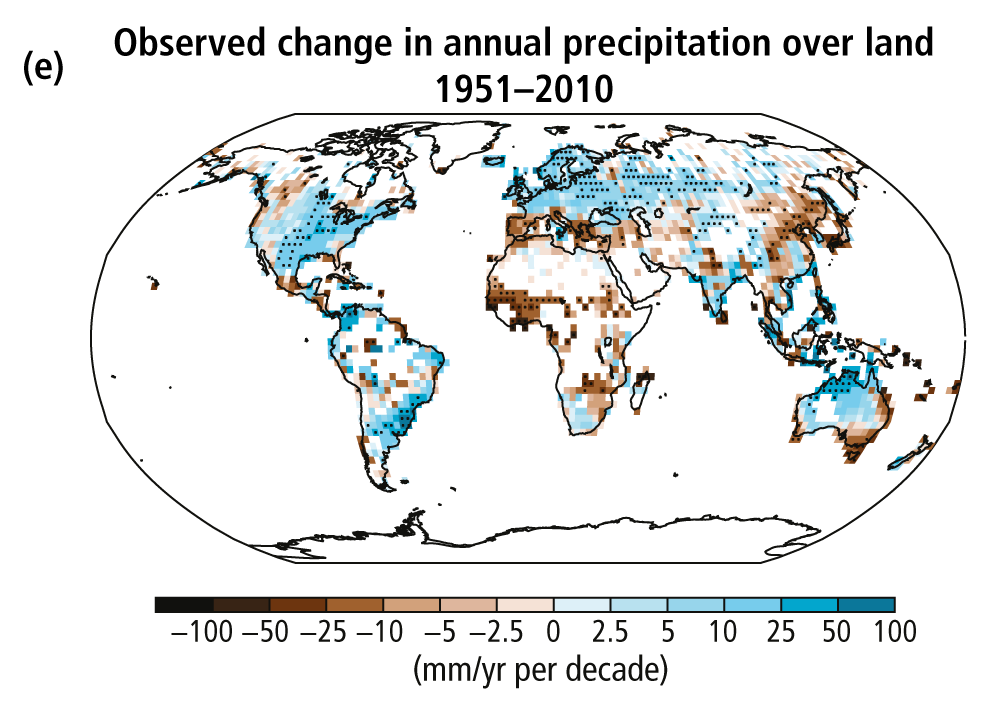 (e)
Observed change in annual precipitation over land
1951–2010
−100 −50 −25 −10 −5 −2.5 0 2.5 5 10 25 50 100
(mm/yr per decade)